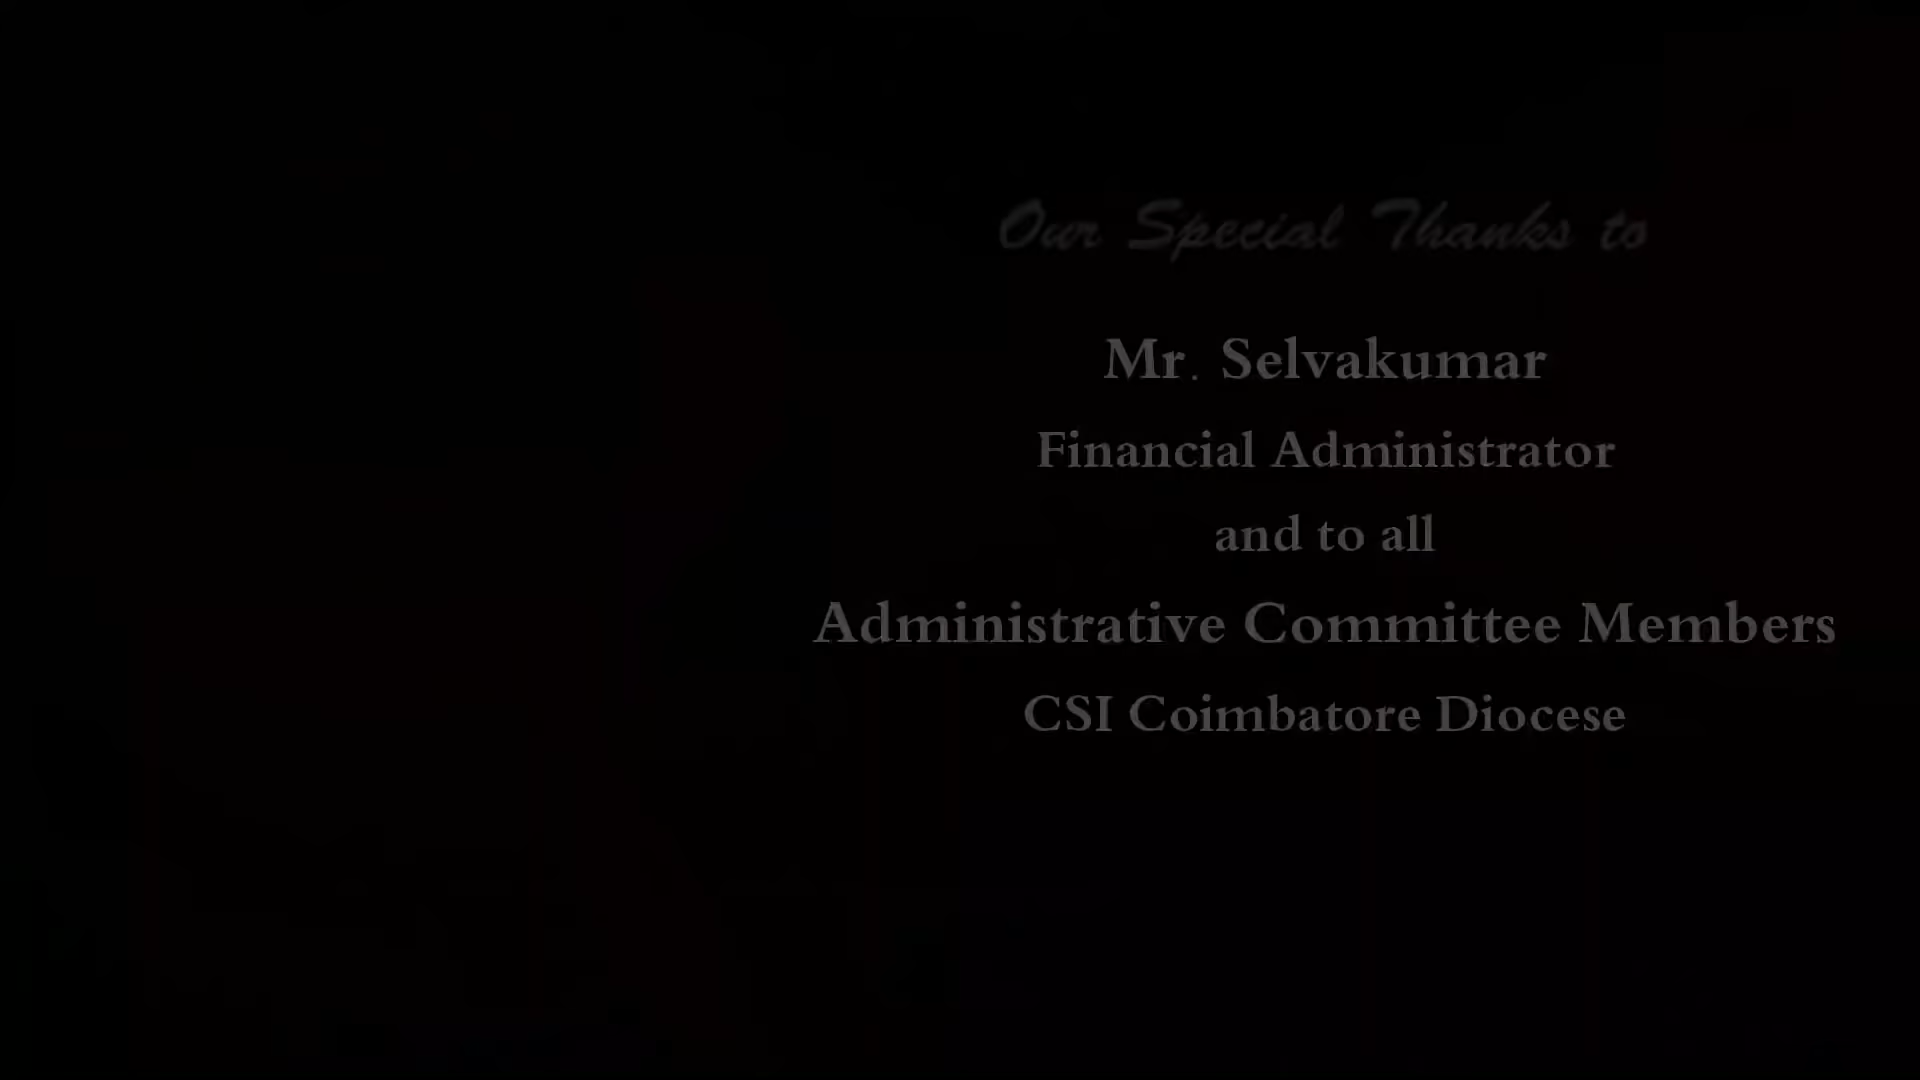 Our Special Thanks to
Mr. Selvakumar
Financial Administrator
and to all
Administrative Committee Members
CSI Coimbatore Diocese